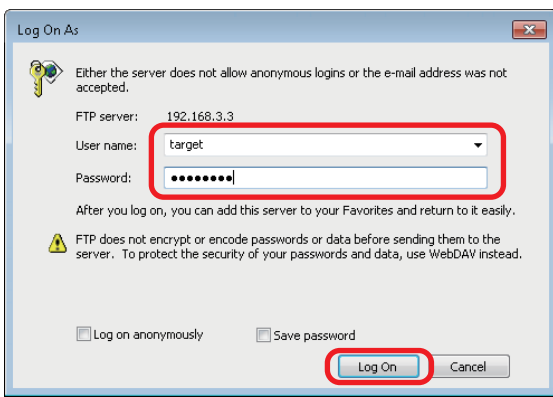 Log On As
Either the server does not allow anonymous logins or the e-mail address was not
accepted.
FTP server: 192.168.3.3
User name: target
Password: ●●●●●●●●
After you log on, you can add this server to your Favorites and return to it easily.
FTP does not encrypt or encode passwords or data before sending them to the
server. To protect the security of your passwords and data, use WebDAV instead.
Log on anonymously Save password
Log On Cancel